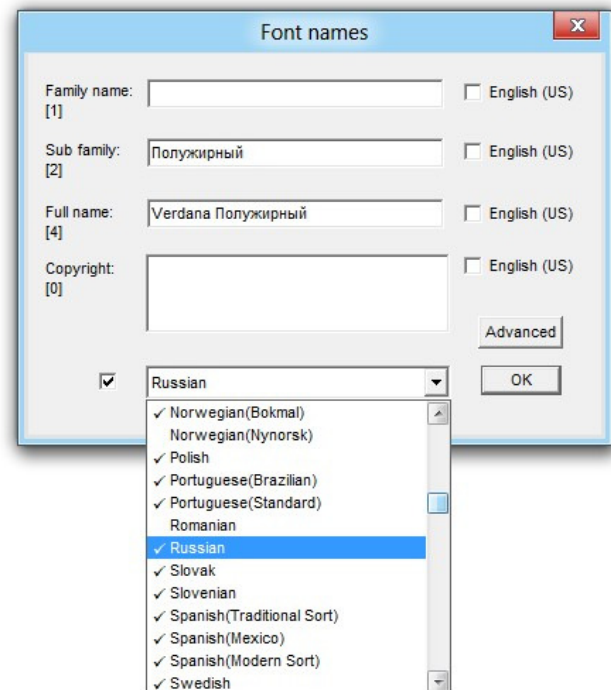 Font names
x
Family name:
[1]
English (US)
Sub family:
[2]
Полужирный
English (US)
Full name:
[4]
Verdana Полужирный
English (US)
Copyright:
[0]
English (US)
Advanced
Russian
OK
Norwegian(Bokmal)
Norwegian(Nynorsk)
Polish
Portuguese(Brazilian)
Portuguese(Standard)
Romanian
Russian
Slovak
Slovenian
Spanish(Traditional Sort)
Spanish(Mexico)
Spanish(Modern Sort)
Swedish